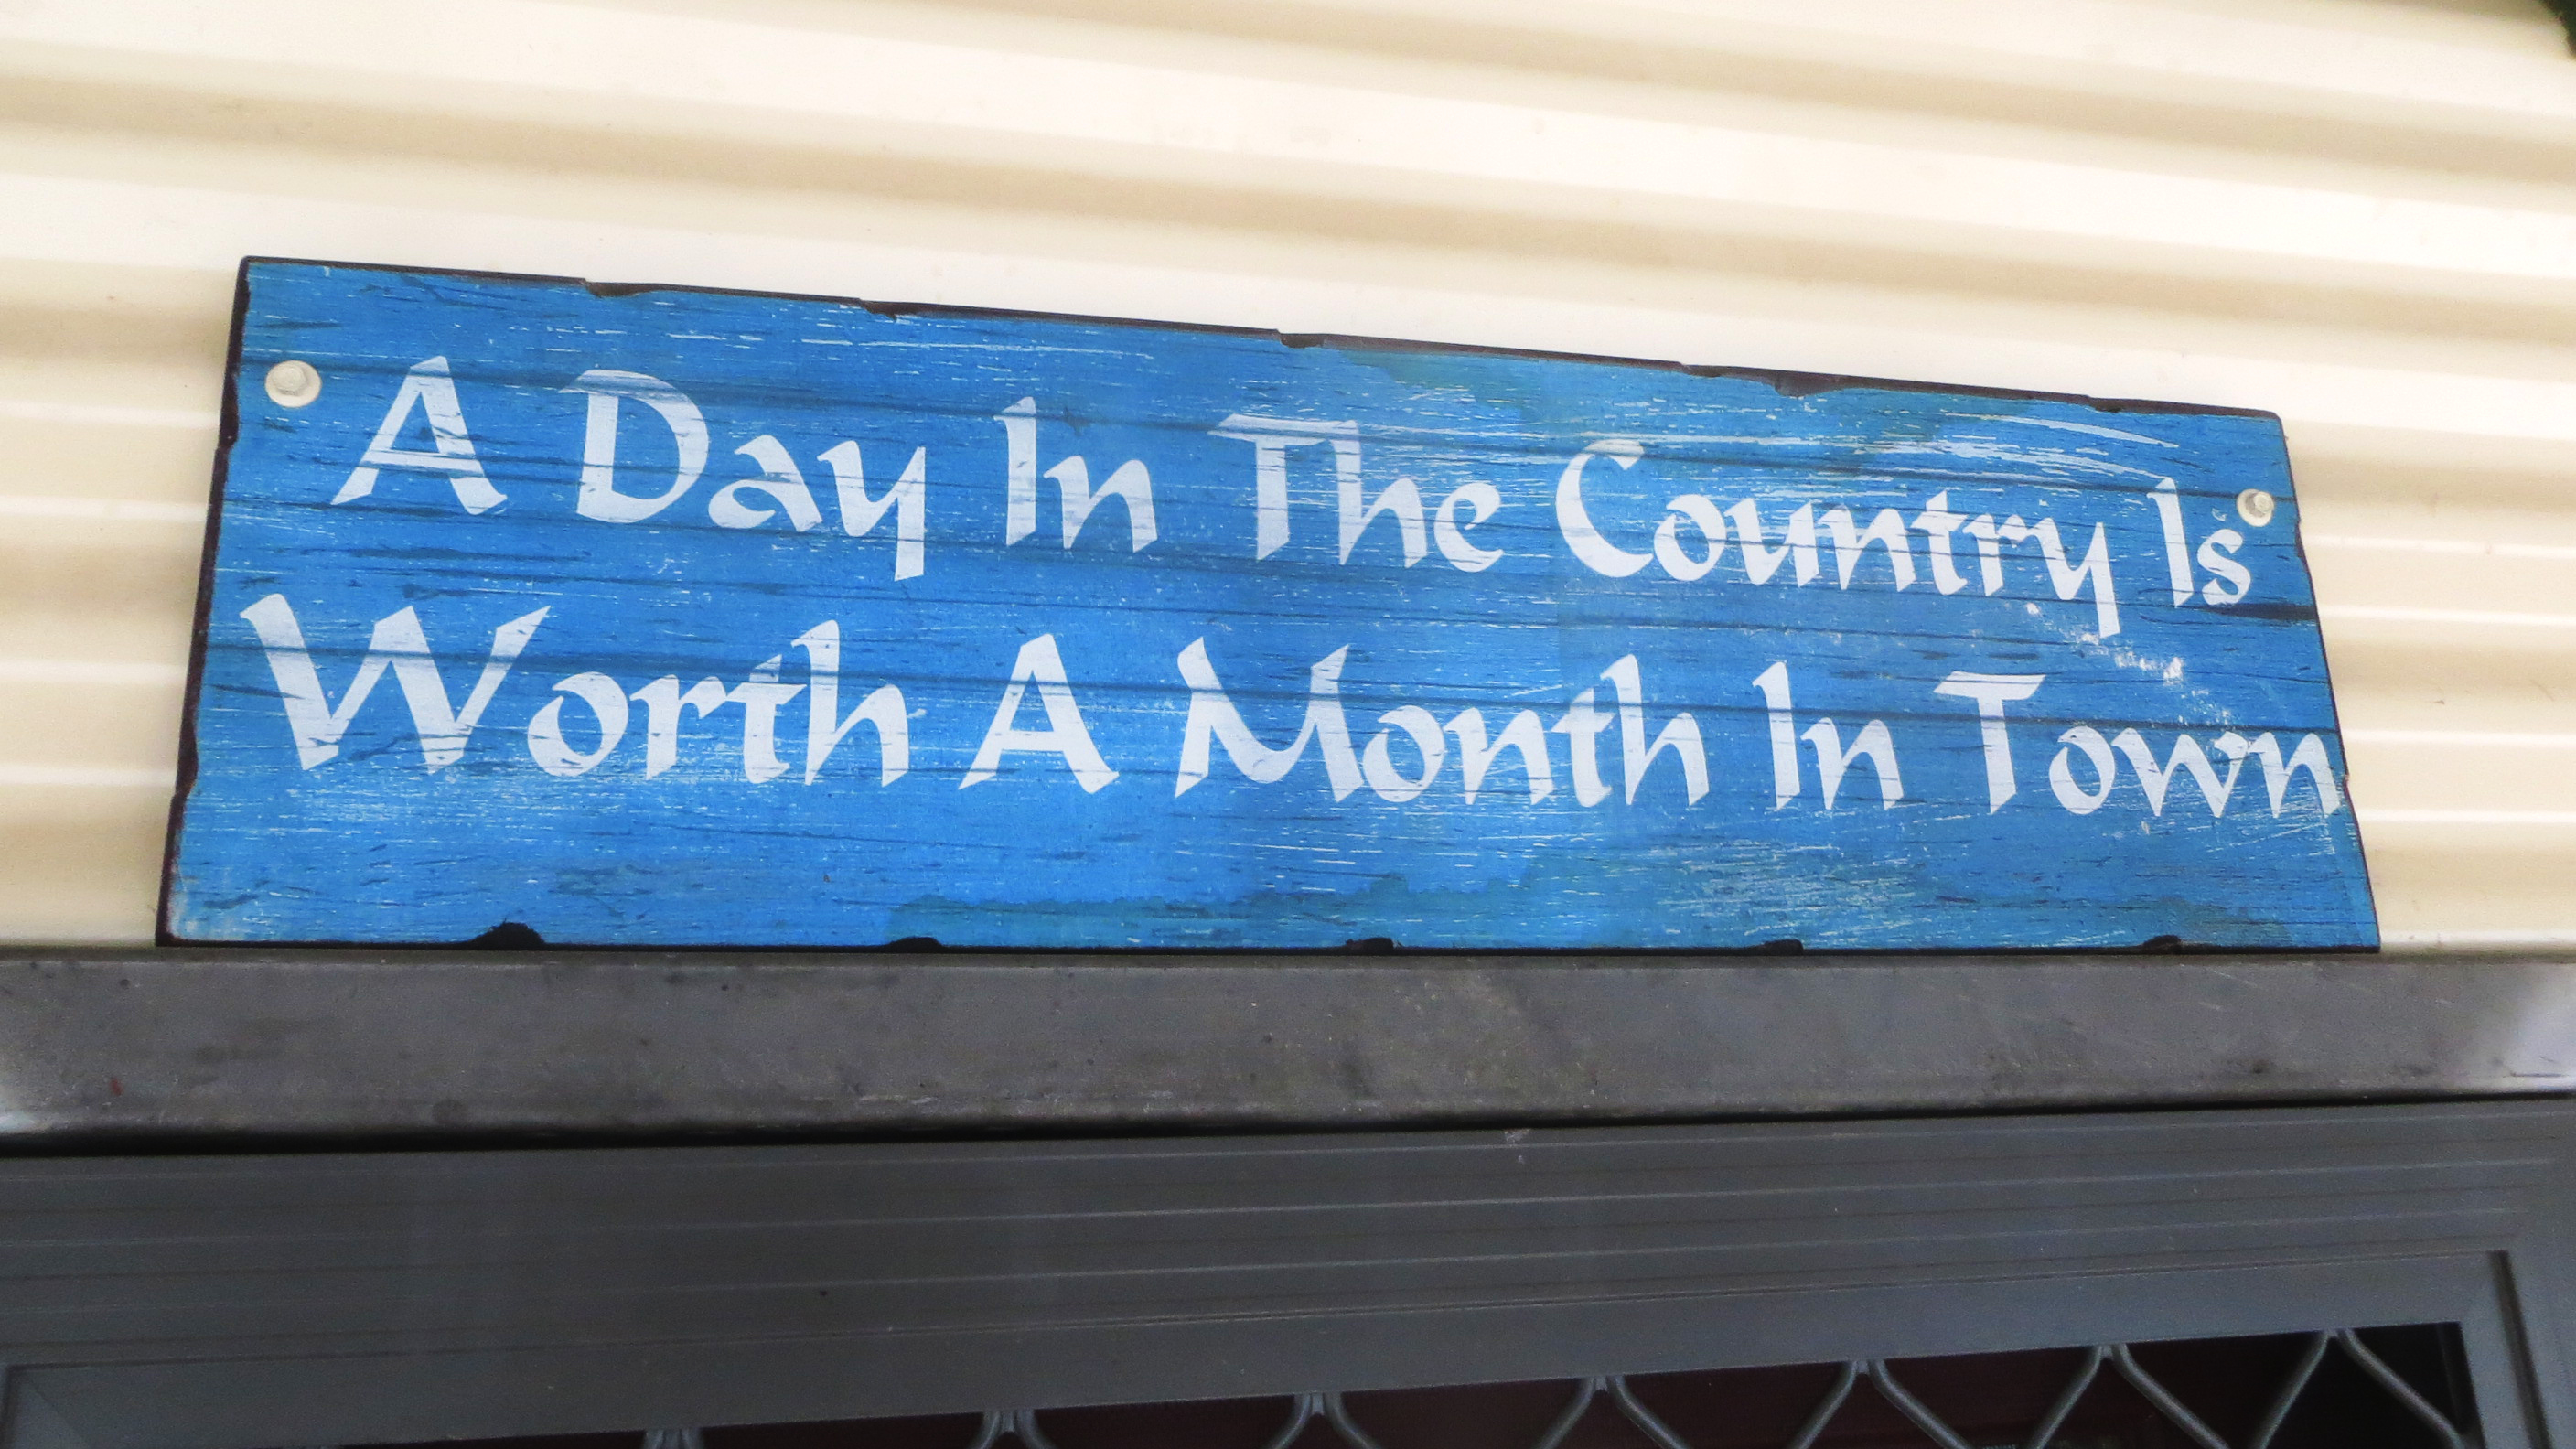 A Day In The Country Is
Worth A Month In Town